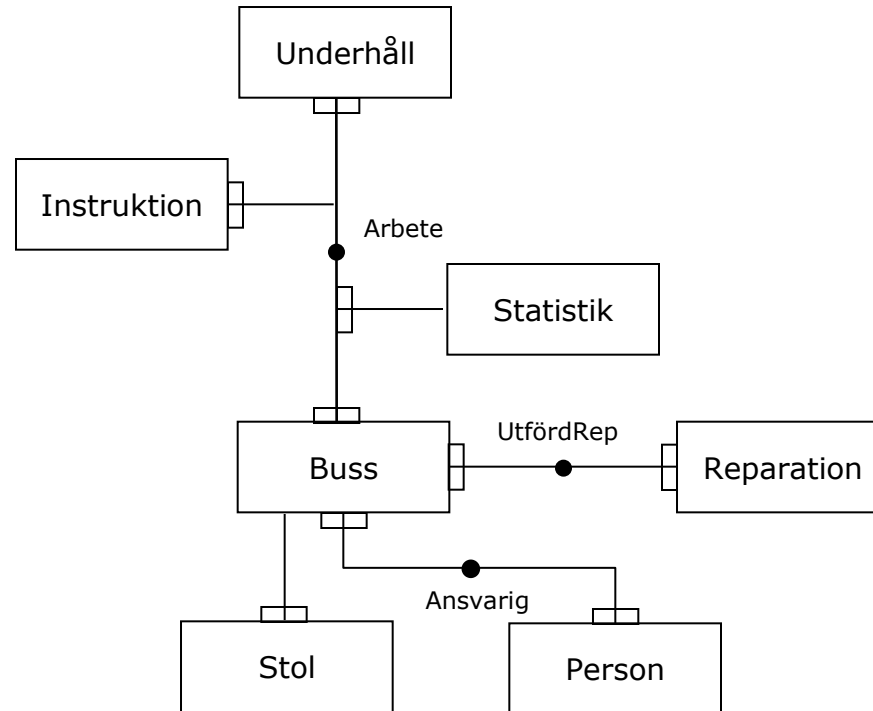 Underhåll
Instruktion
Arbete
Statistik
UtfördRep
Buss
Reparation
Ansvarig
Stol
Person